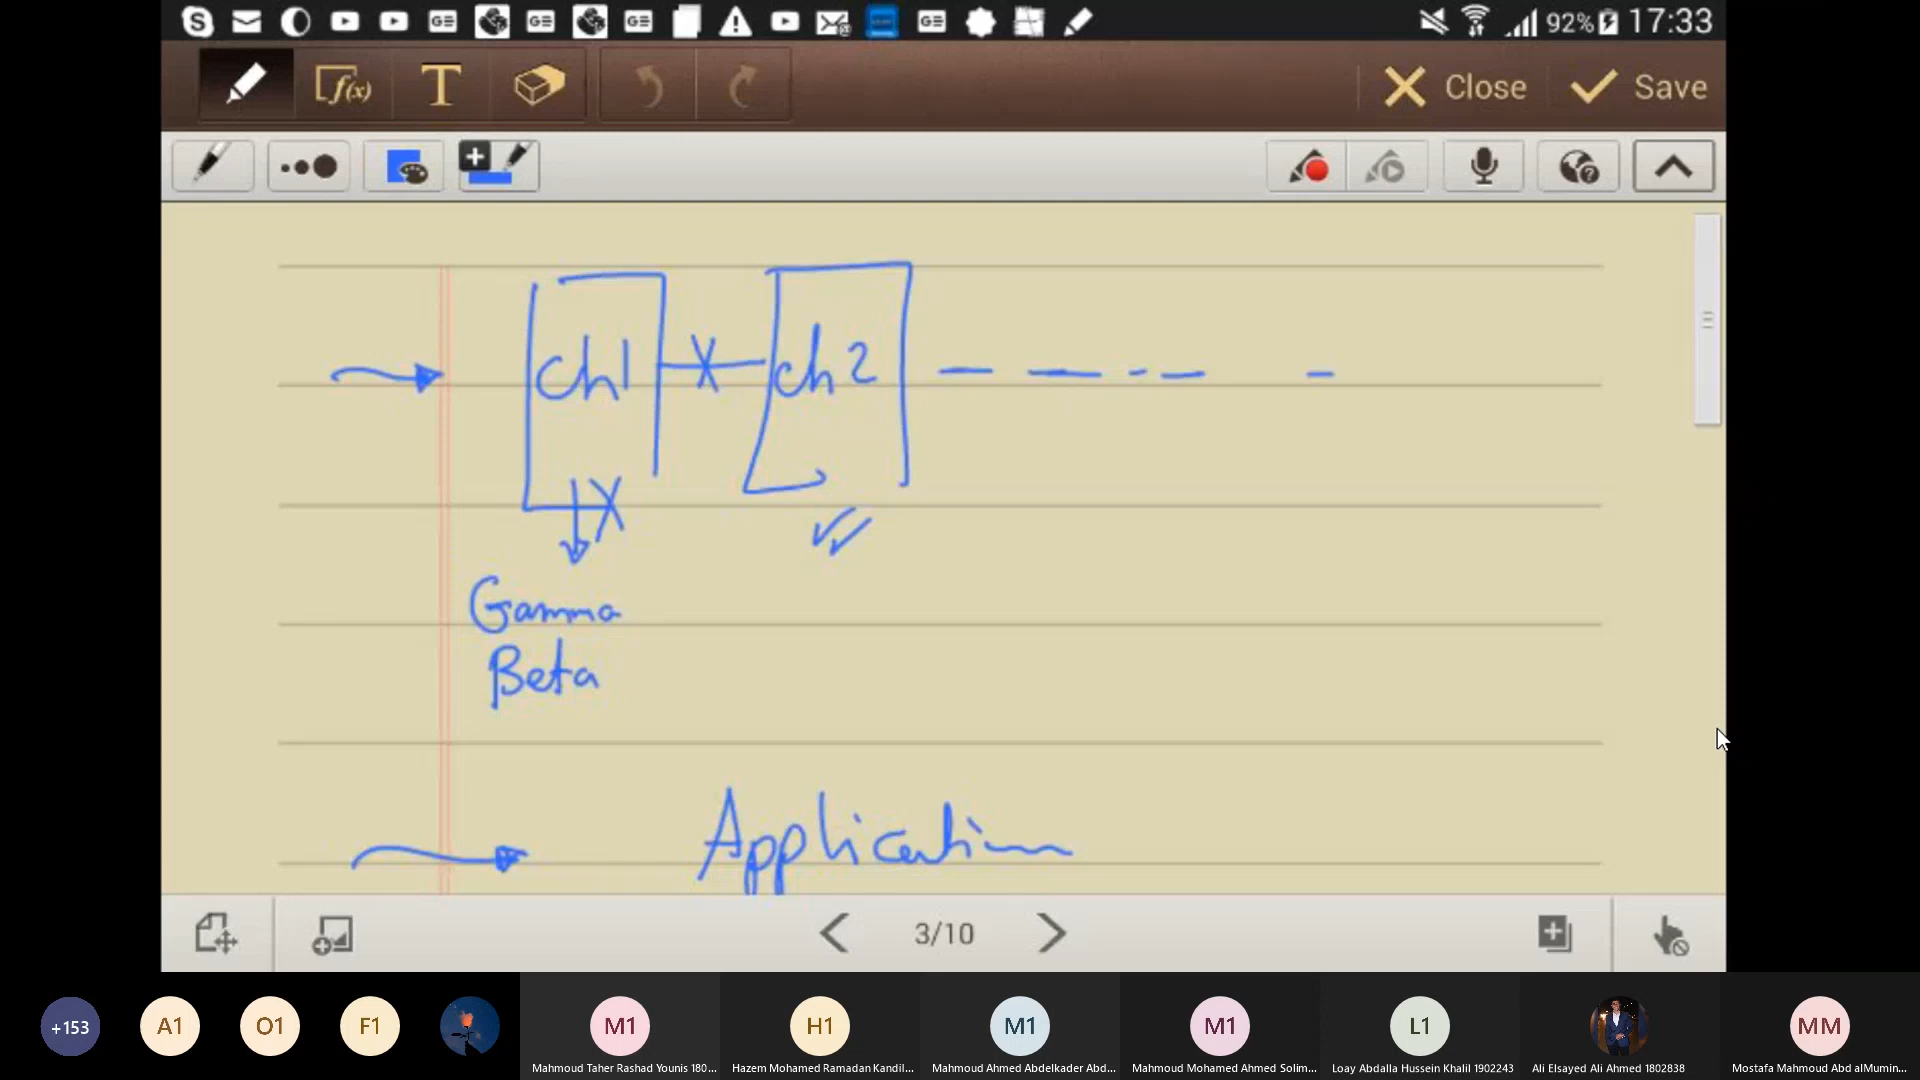 92% 17:33
f(x) T Close Save
ch1 X ch2
X
Gamma
Beta
Application
3/10
+153 A1 O1 F1 M1 H1 M1 M1 L1 MM
Mahmoud Taher Rashad Younis 180... Hazem Mohamed Ramadan Kandil... Mahmoud Ahmed Abdelkader Abd... Mahmoud Mohamed Ahmed Solim... Loay Abdalla Hussein Khalil 1902243 Ali Elsayed Ali Ahmed 1802838 Mostafa Mahmoud Abd alMumin...